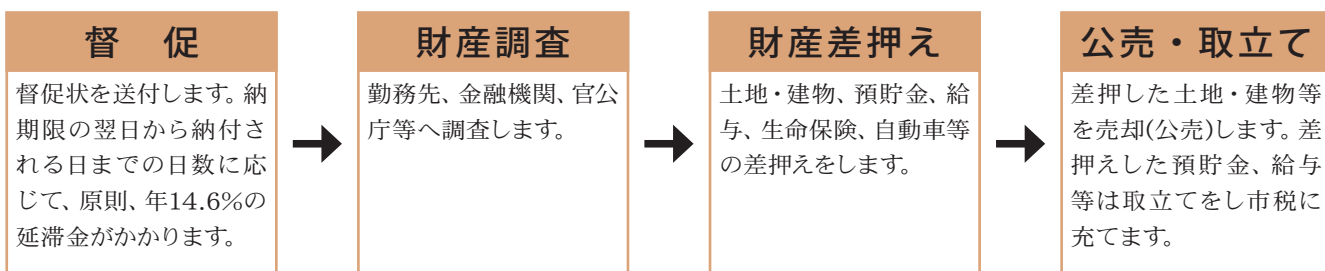 督　促
督促状を送付します。納
期限の翌日から納付さ
れる日までの日数に応
じて、原則、年14.6%の
延滞金がかかります。
財産調査
勤務先、金融機関、官公
庁等へ調査します。
財産差押え
土地・建物、預貯金、給
与、生命保険、自動車等
の差押えをします。
公売・取立て
差押した土地・建物等
を売却(公売)します。差
押えした預貯金、給与
等は取立てをし市税に
充てます。